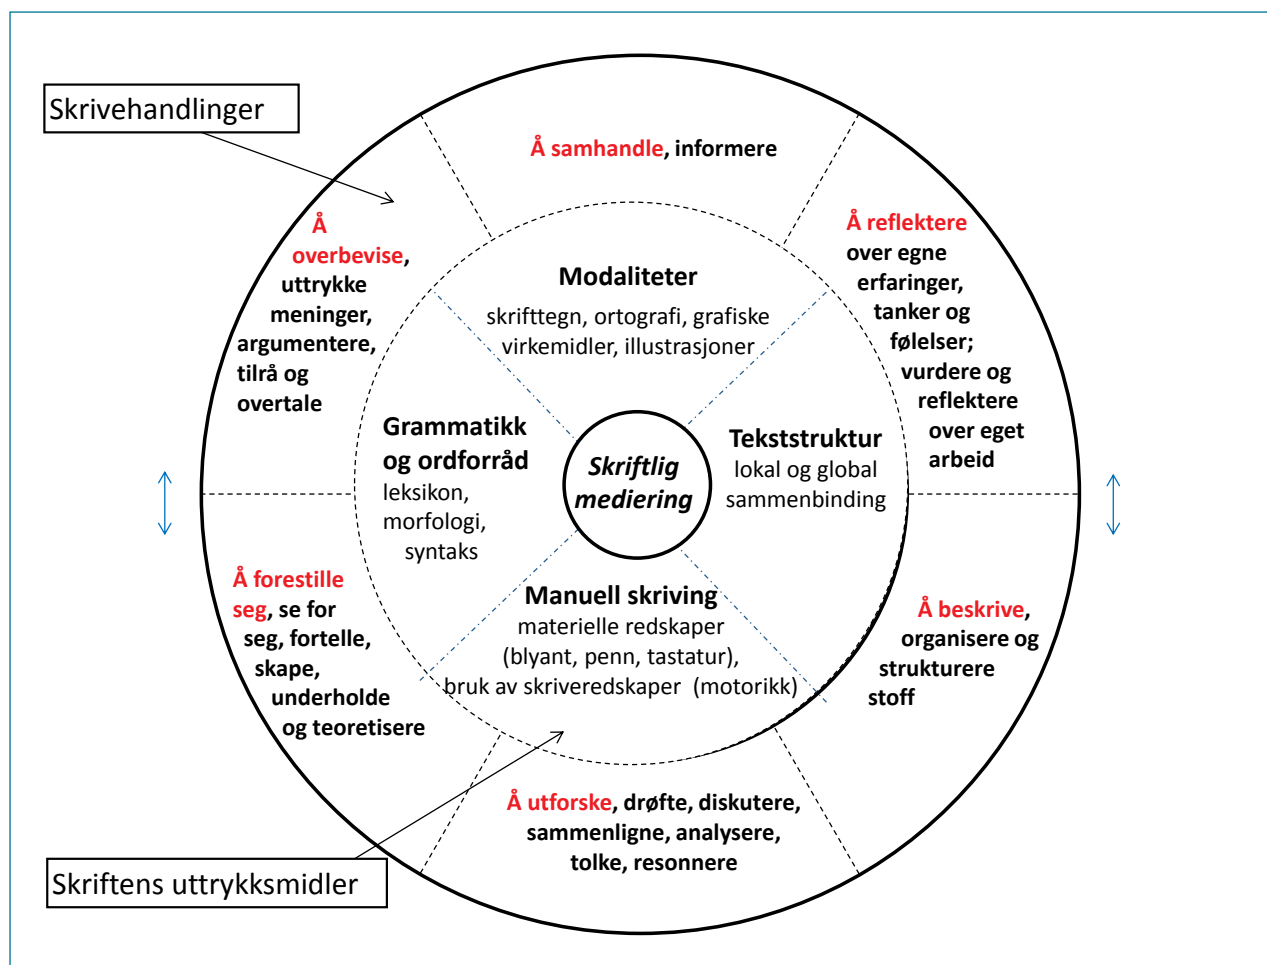 Skrivehandlinger
Å samhandle, informere
Å
overbevise,
uttrykke
meninger,
argumentere,
tilrå og
overtale
Å reflektere
over egne
erfaringer,
tanker og
følelser;
vurdere og
reflektere
over eget
arbeid
Modaliteter
skrifttegn, ortografi, grafiske
virkemidler, illustrasjoner
Grammatikk
og ordforråd
leksikon,
morfologi,
syntaks
Skriftlig
mediering
Tekststruktur
lokal og global
sammenbinding
Manuell skriving
materielle redskaper
(blyant, penn, tastatur),
bruk av skriveredskaper (motorikk)
Å forestille
seg, se for
seg, fortelle,
skape,
underholde
og teoretisere
Å beskrive,
organisere og
strukturere
stoff
Å utforske, drøfte, diskutere,
sammenligne, analysere,
tolke, resonnere
Skriftens uttrykksmidler